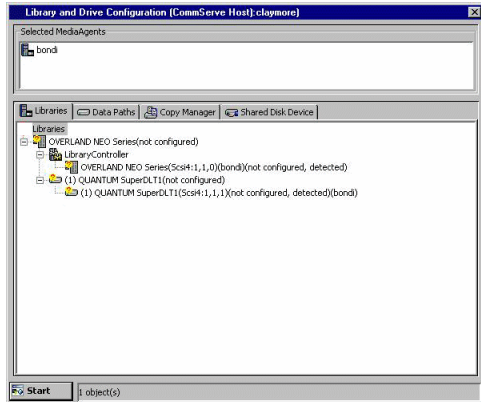 Library and Drive Configuration (CommServe Host):claymore
Selected MediaAgents
bondi
Libraries Data Paths Copy Manager Shared Disk Device
Libraries
OVERLAND NEO Series(not configured)
LibraryController
OVERLAND NEO Series(Scsi4:1,1,0)(bondi)(not configured, detected)
(1) QUANTUM SuperDLT1(not configured)
(1) QUANTUM SuperDLT1(Scsi4:1,1,1)(not configured, detected)(bondi)
Start 1 object(s)